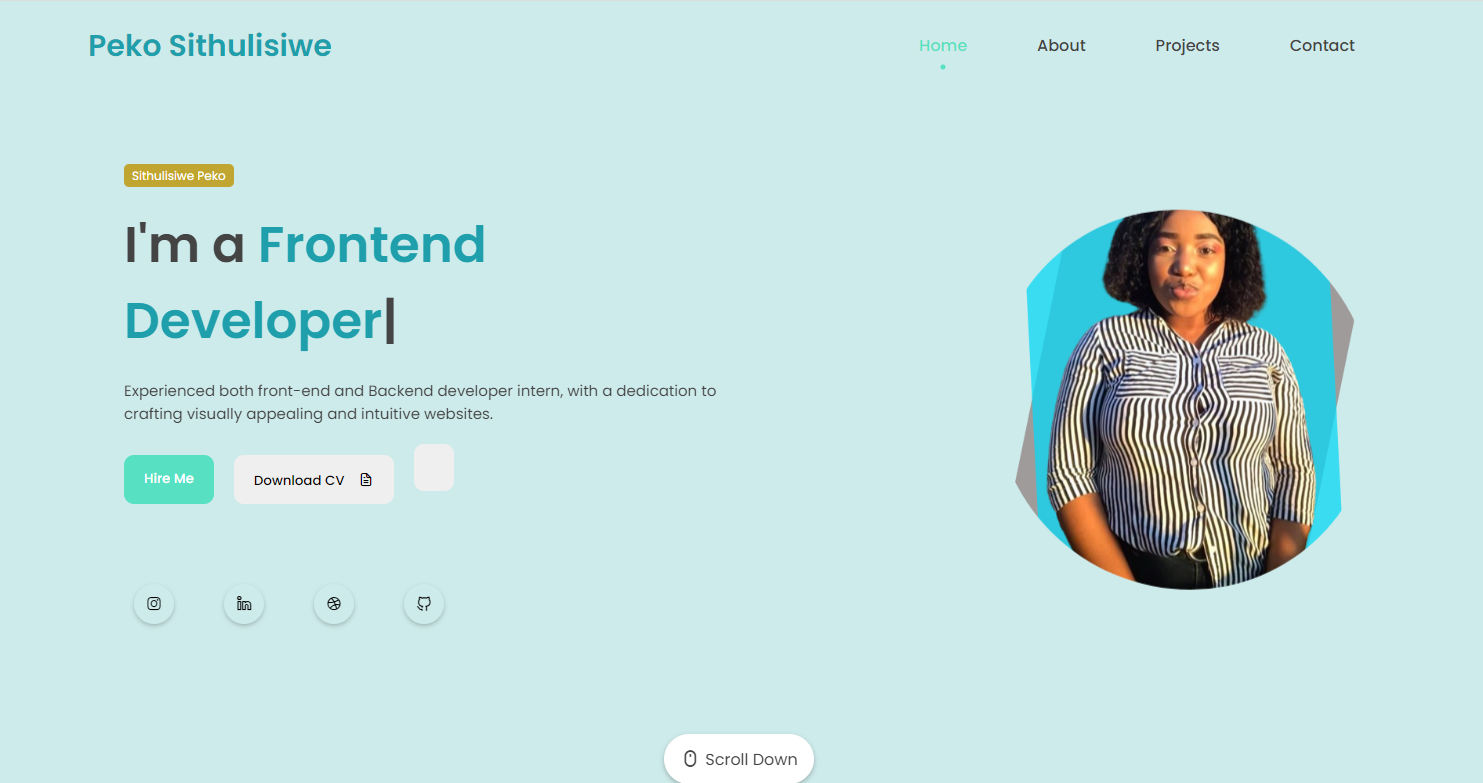 Peko Sithulisiwe
Home
About
Projects
Contact
Sithulisiwe Peko
I'm a Frontend
Developer|
Experienced both front-end and Backend developer intern, with a dedication to
crafting visually appealing and intuitive websites.
Hire Me
Download CV
Scroll Down